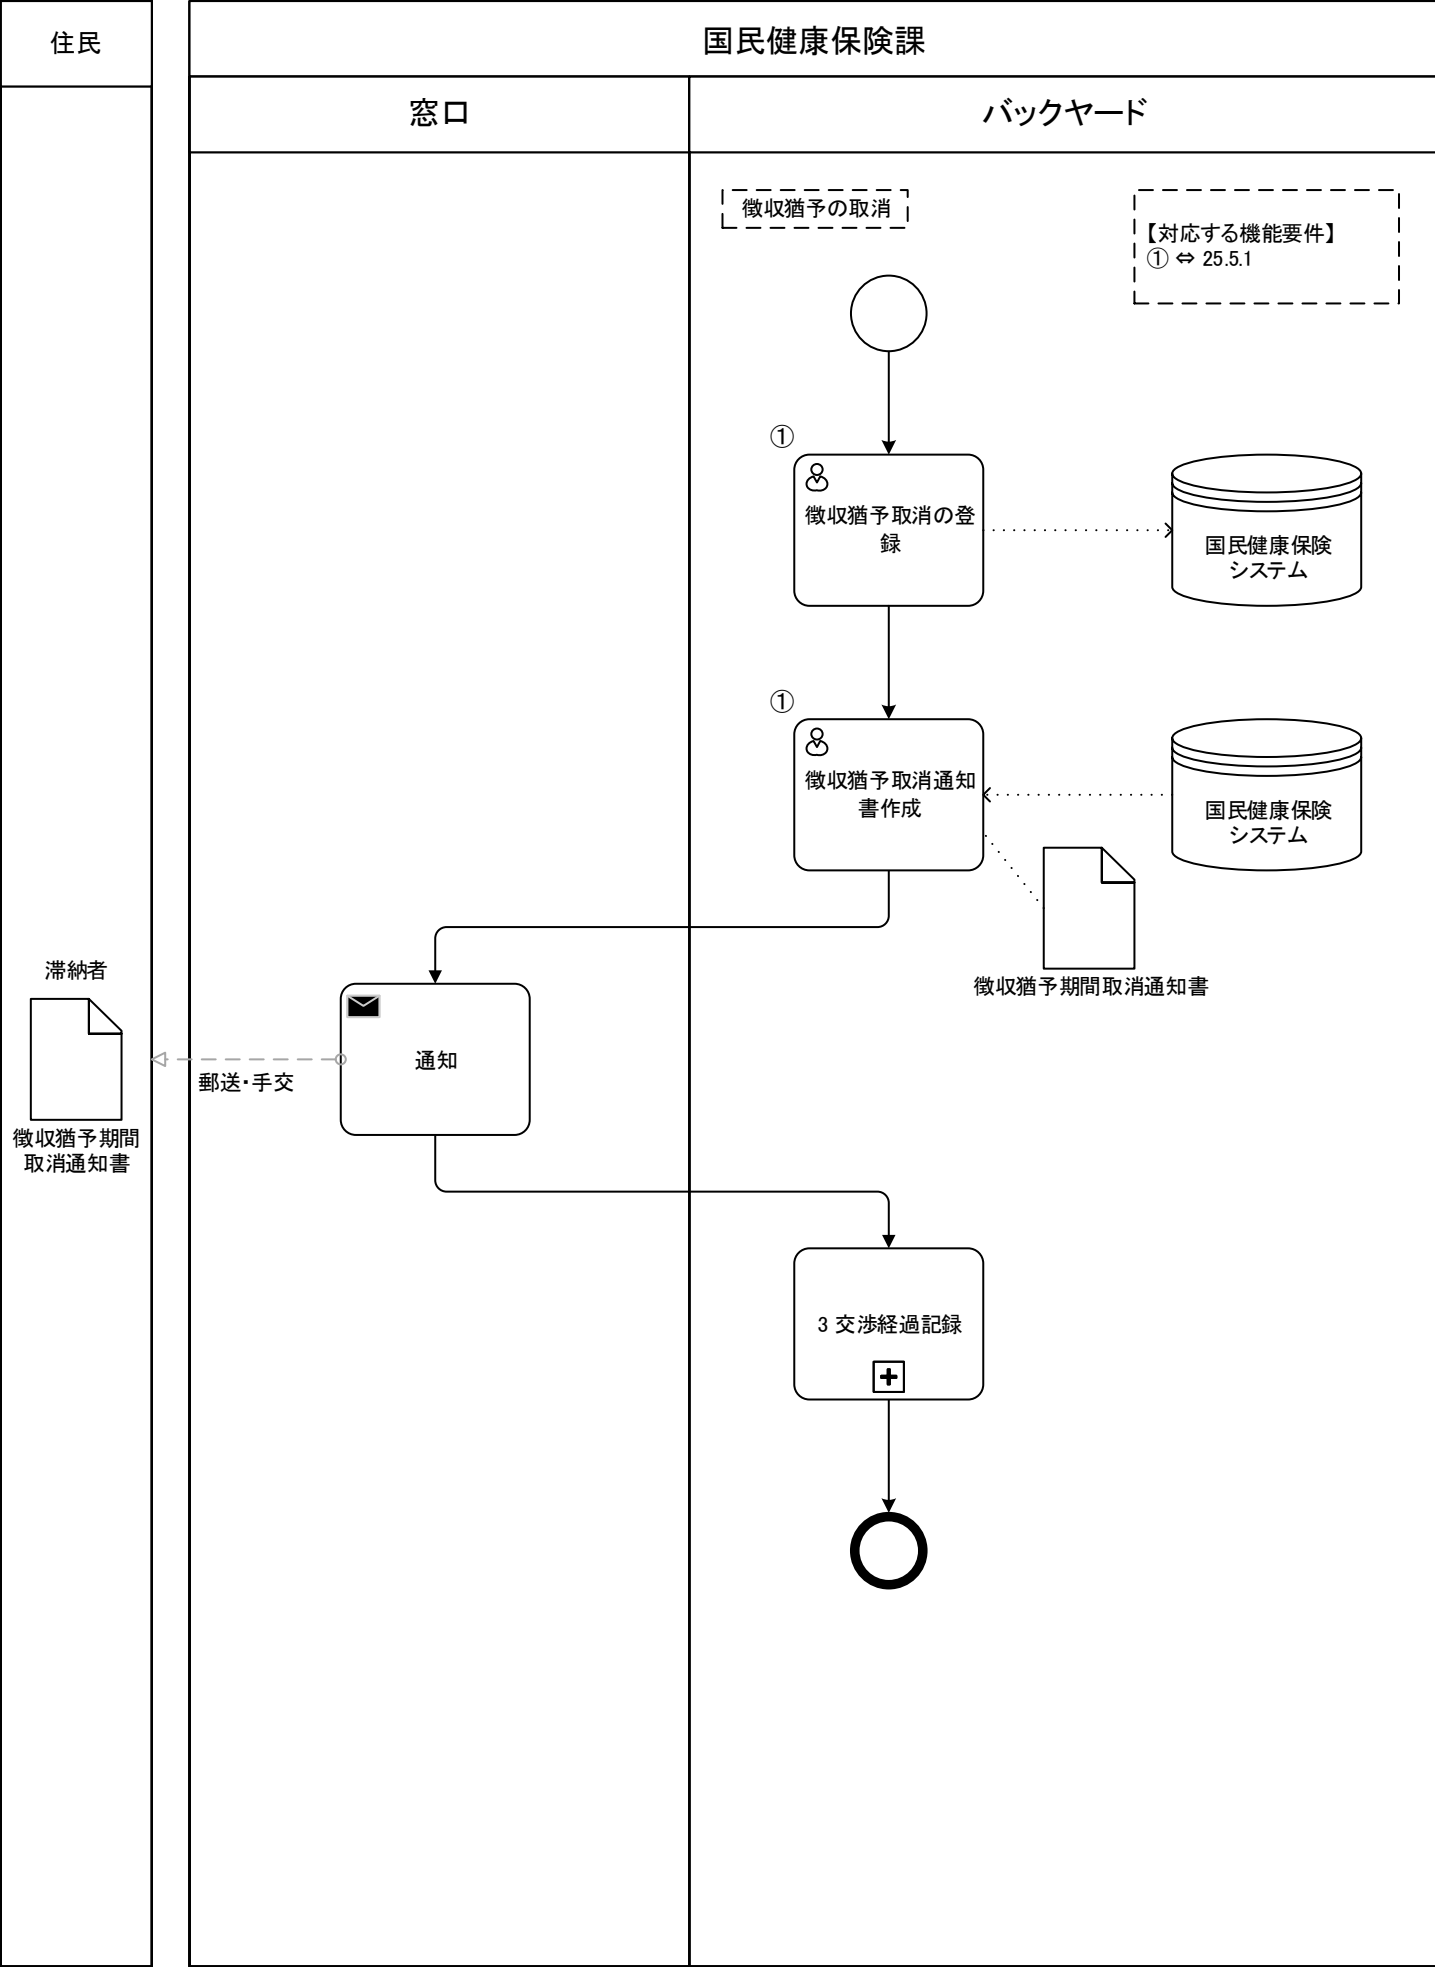 住民
国民健康保険課
窓口
バックヤード
徴収猶予の取消
【対応する機能要件】
① ⇔ 25.5.1
①
徴収猶予取消の登
録
国民健康保険
システム
①
徴収猶予取消通知
書作成
国民健康保険
システム
徴収猶予期間取消通知書
滞納者
徴収猶予期間
取消通知書
郵送・手交
通知
3 交渉経過記録